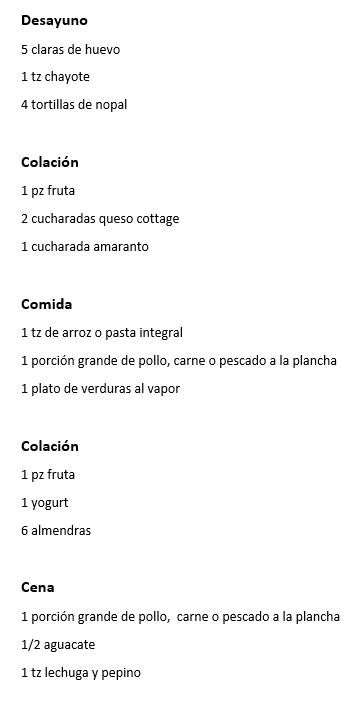 Desayuno
5 claras de huevo
1 tz chayote
4 tortillas de nopal
Colación
1 pz fruta
2 cucharadas queso cottage
1 cucharada amaranto
Comida
1 tz de arroz o pasta integral
1 porción grande de pollo, carne o pescado a la plancha
1 plato de verduras al vapor
Colación
1 pz fruta
1 yogurt
6 almendras
Cena
1 porción grande de pollo,  carne o pescado a la plancha
1/2 aguacate
1 tz lechuga y pepino